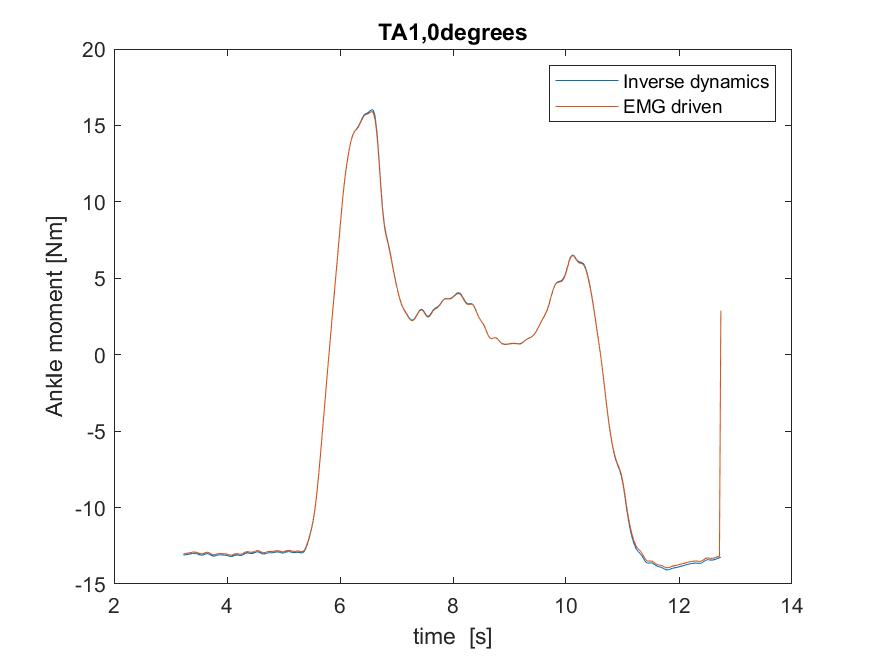 TA1,0degrees
20
15
10
5
0
-5
-10
-15
Ankle moment [Nm]
Inverse dynamics
EMG driven
2 4 6 8 10 12 14
time [s]